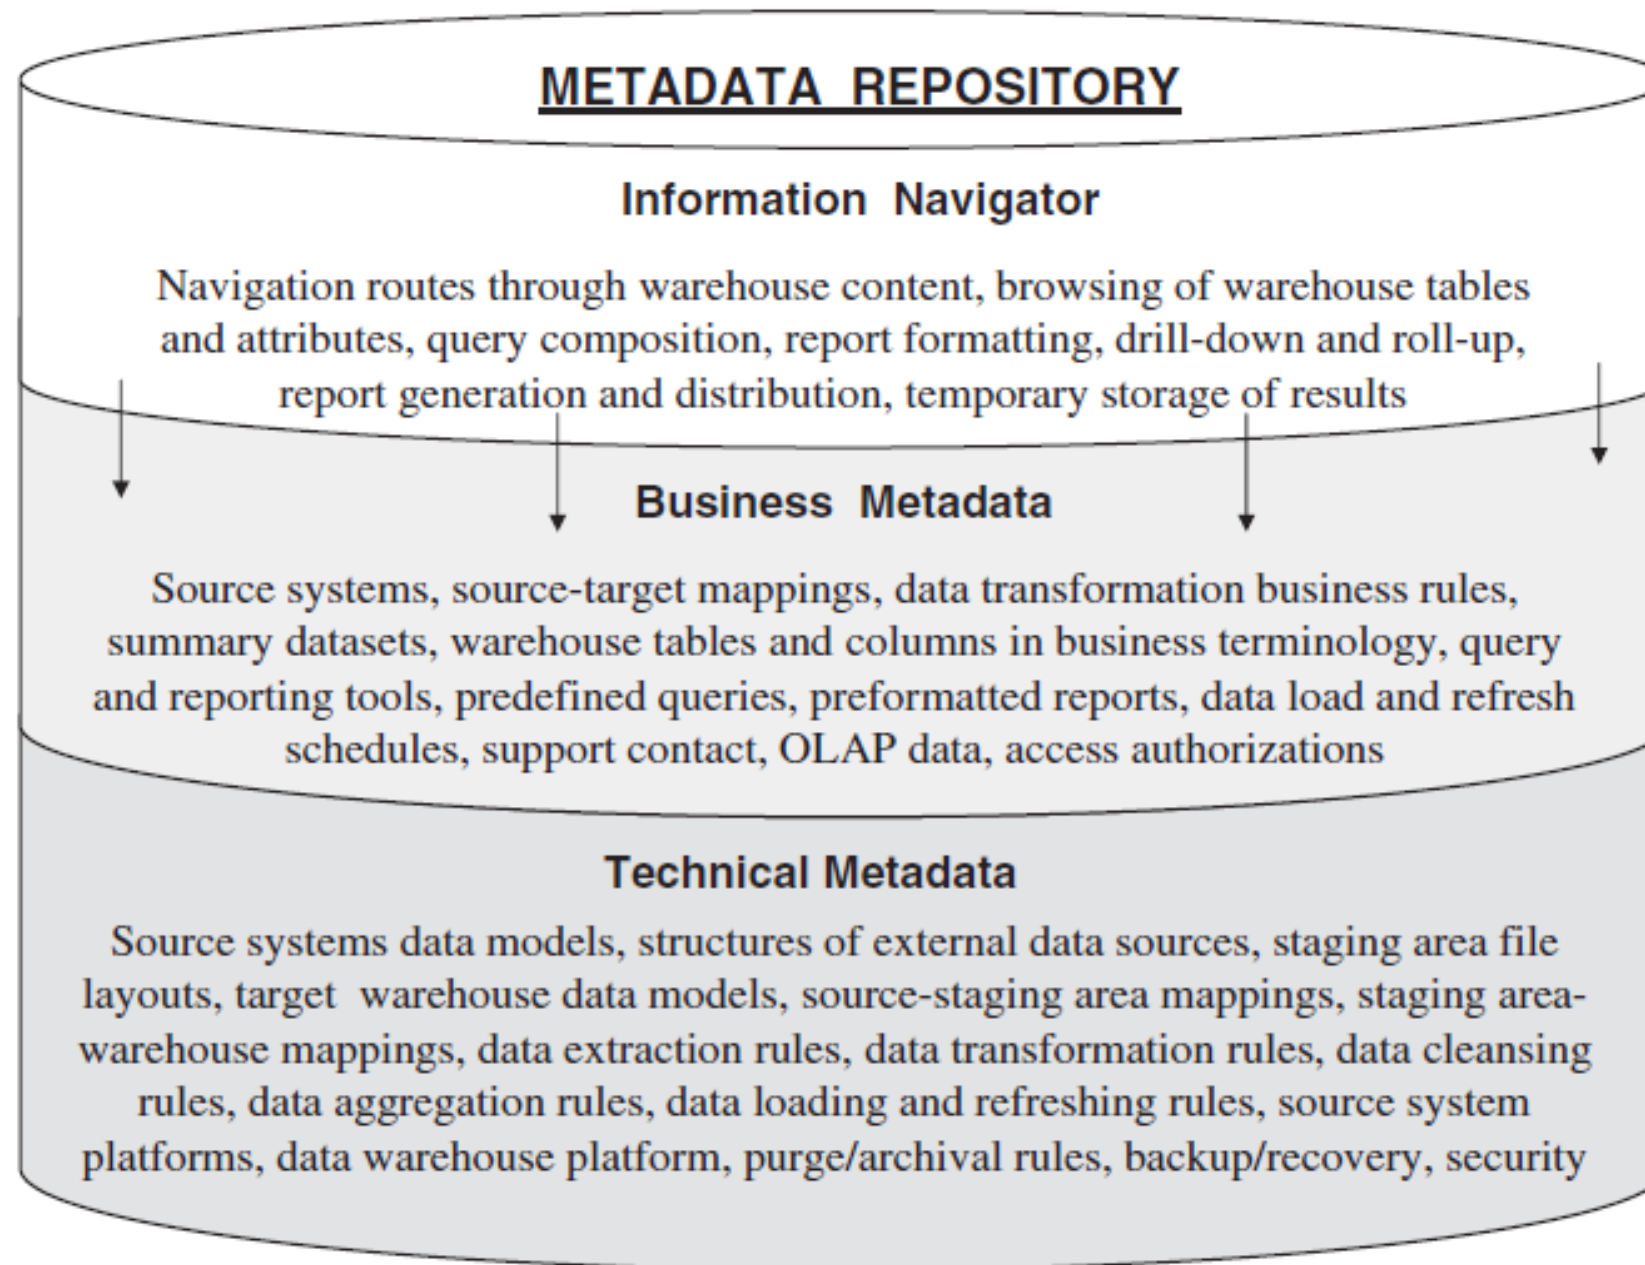 METADATA REPOSITORY
Information Navigator
Navigation routes through warehouse content, browsing of warehouse tables
and attributes, query composition, report formatting, drill-down and roll-up,
report generation and distribution, temporary storage of results
Business Metadata
Source systems, source-target mappings, data transformation business rules,
summary datasets, warehouse tables and columns in business terminology, query
and reporting tools, predefined queries, preformatted reports, data load and refresh
schedules, support contact, OLAP data, access authorizations
Technical Metadata
Source systems data models, structures of external data sources, staging area file
layouts, target warehouse data models, source-staging area mappings, staging area-
warehouse mappings, data extraction rules, data transformation rules, data cleansing
rules, data aggregation rules, data loading and refreshing rules, source system
platforms, data warehouse platform, purge/archival rules, backup/recovery, security